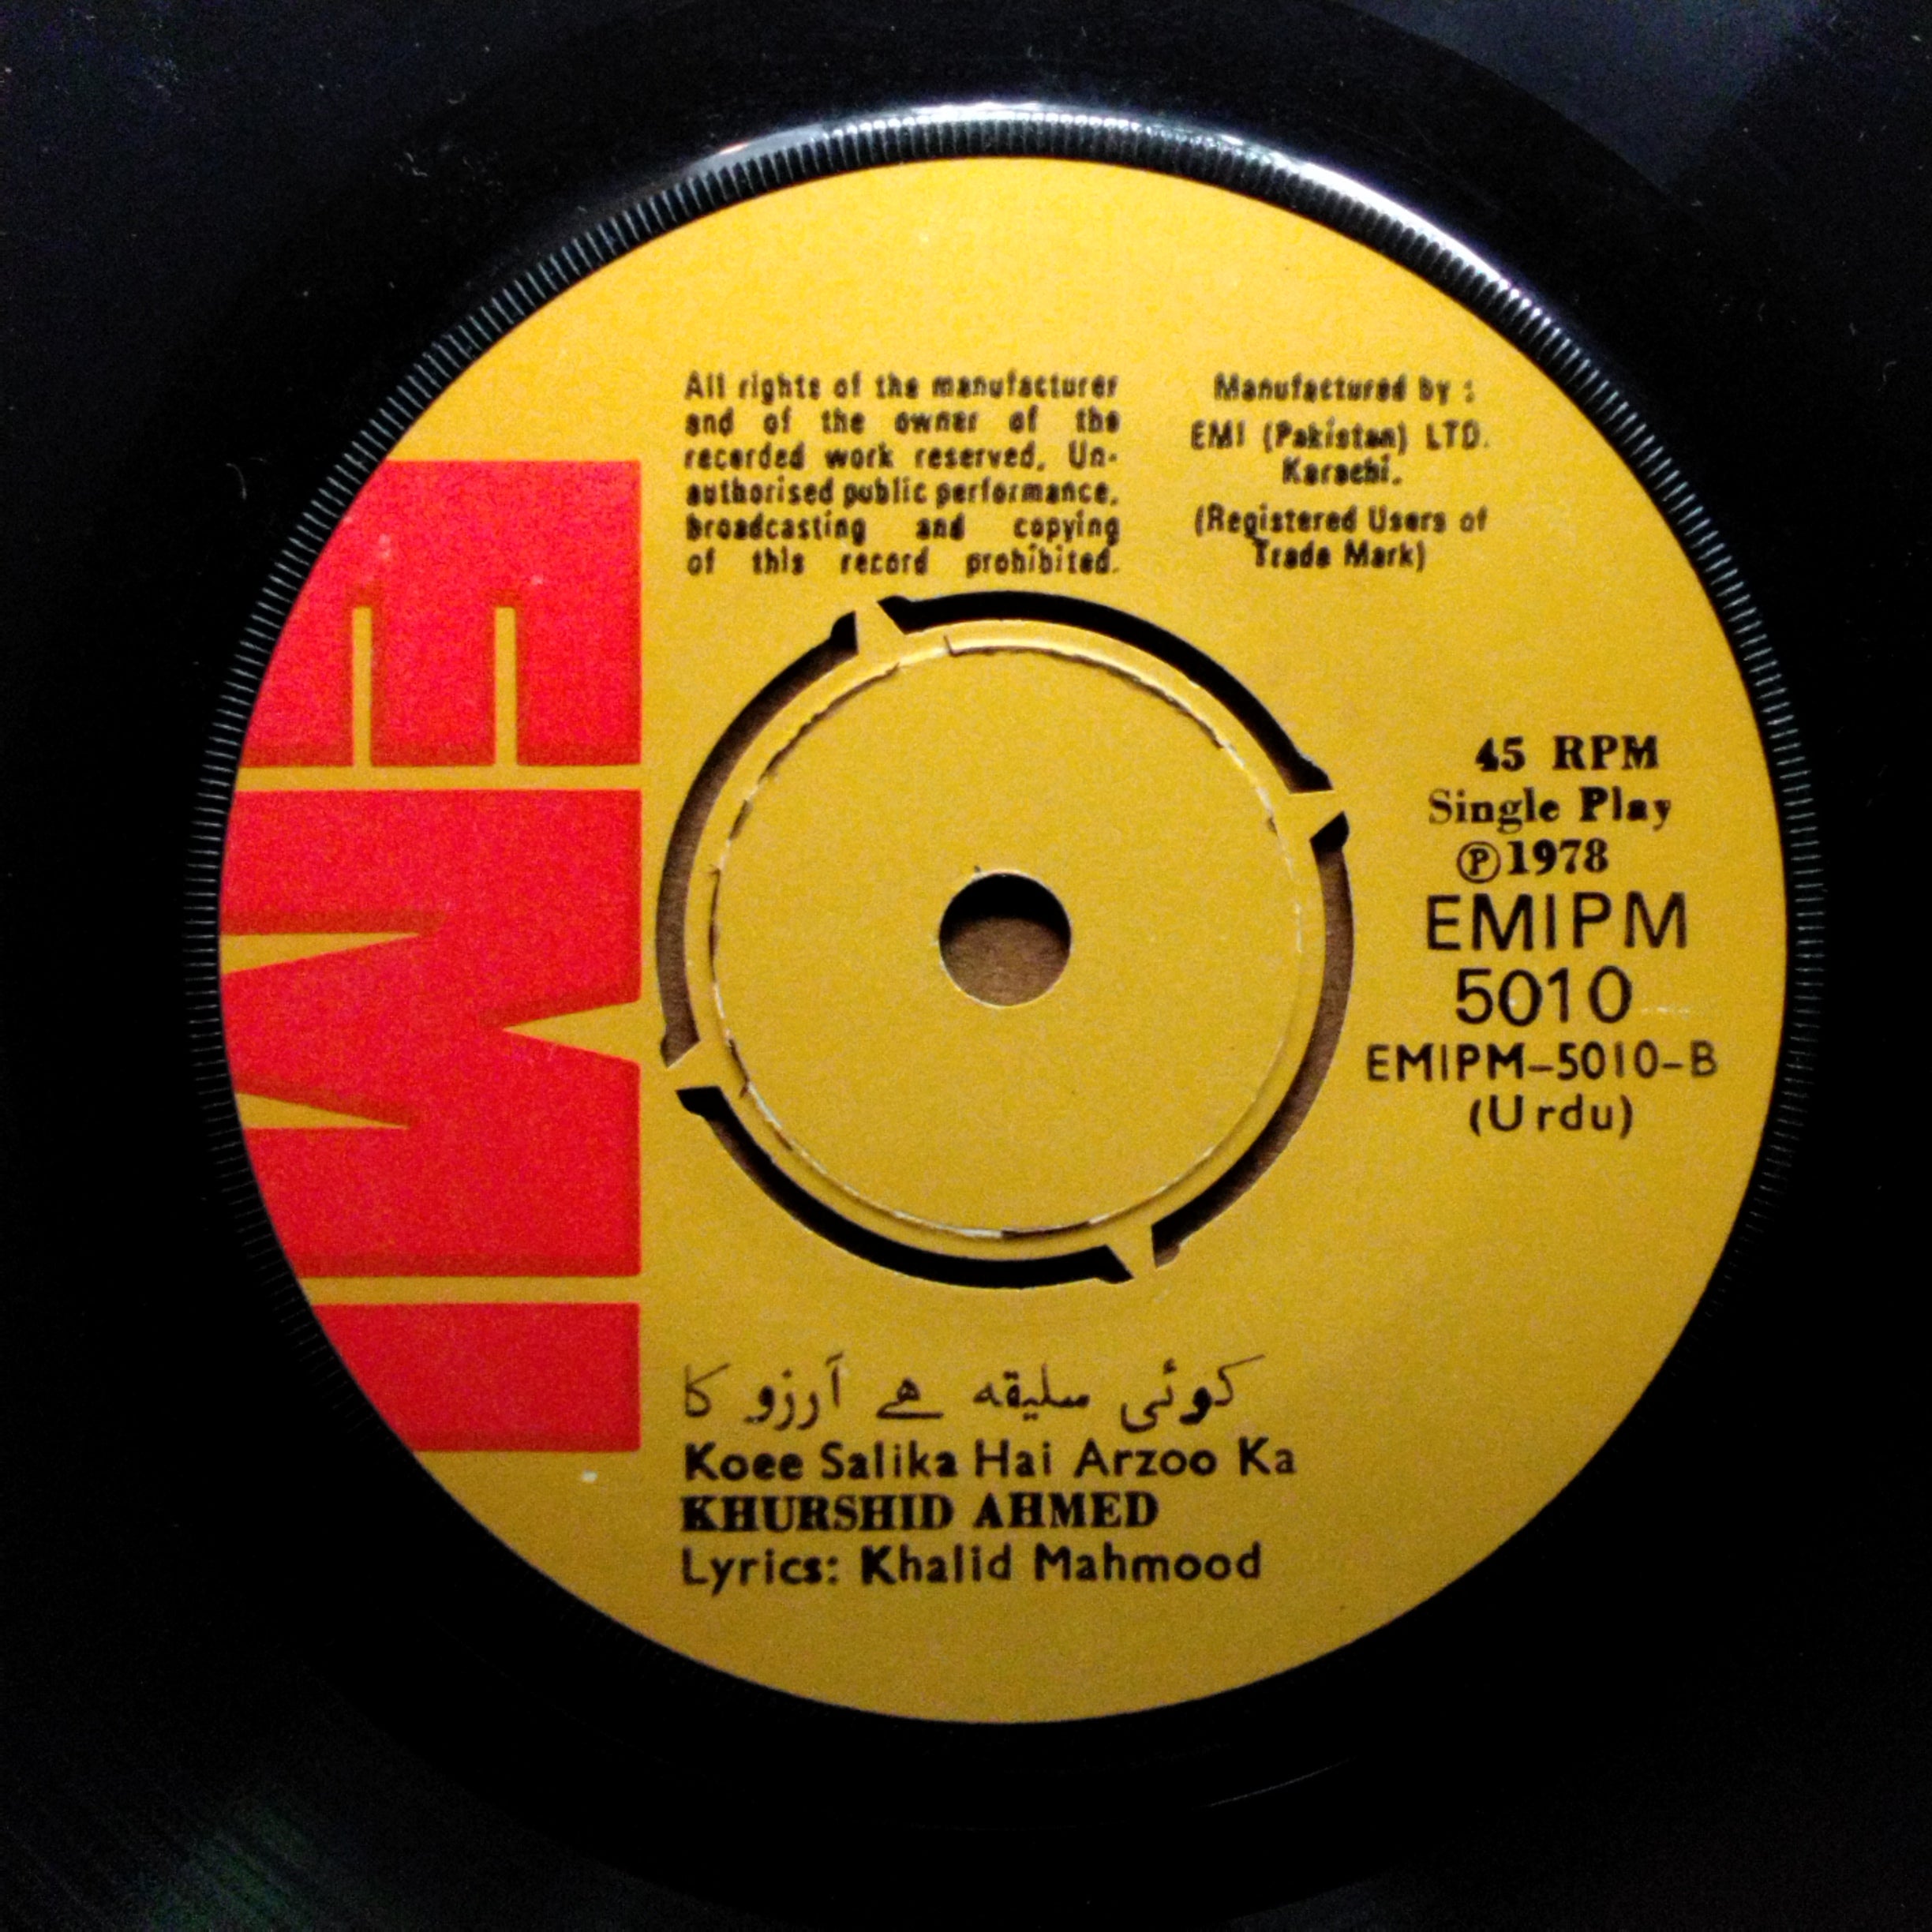 All rights of the manufacturer
and of the owner of the
recorded work reserved. Un-
authorised public performance,
broadcasting and copying
of this record prohibited.
Manufactured by :
EMI (Pakistan) LTD.
Karachi.
(Registered Users of
Trade Mark)
EMI
45 RPM
Single Play
℗1978
EMIPM
5010
EMIPM-5010-B
(Urdu)
کوئی سلیقہ ھے آرزو کا
Koee Salika Hai Arzoo Ka
KHURSHID AHMED
Lyrics: Khalid Mahmood